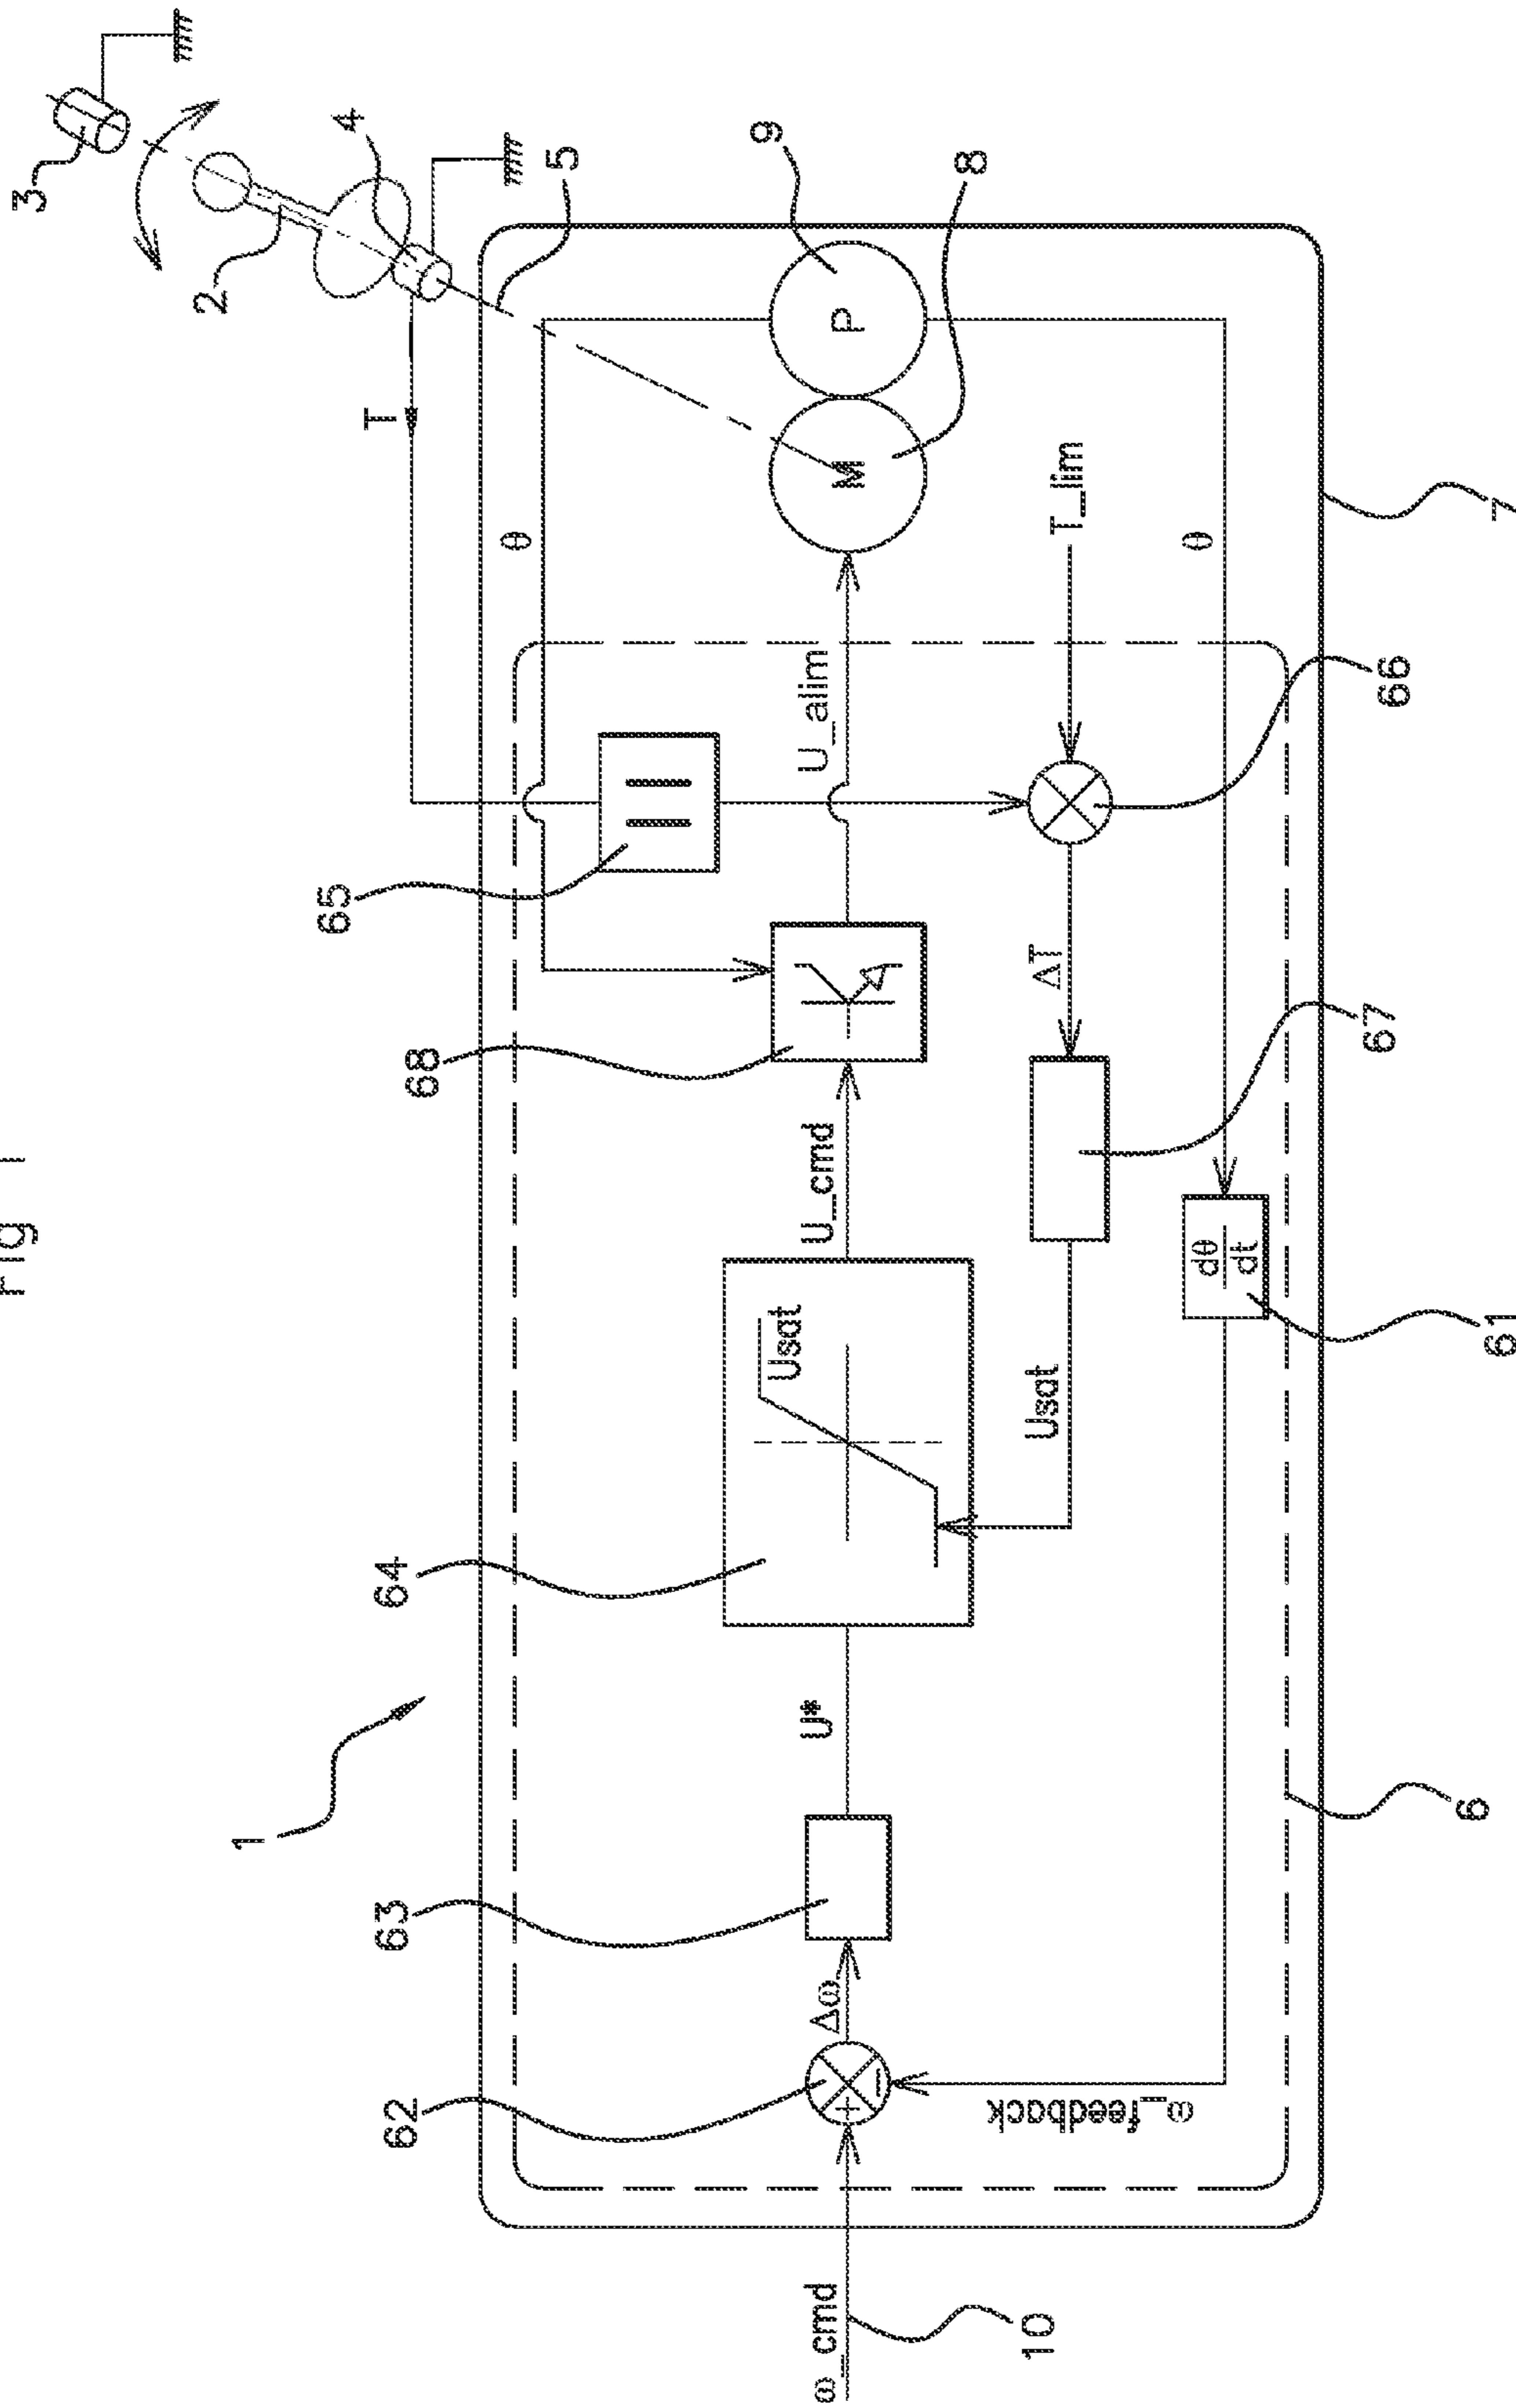 Fig 1
3
2
4
5
T
9
P
8
M
θ
θ
T_lim
7
U_alim
65
66
68
ΔT
67
U_cmd
Usat
dθ
dt
61
Usat
64
U*
1
6
63
Δω
62
+
−
ω_feedback
ω_cmd
10